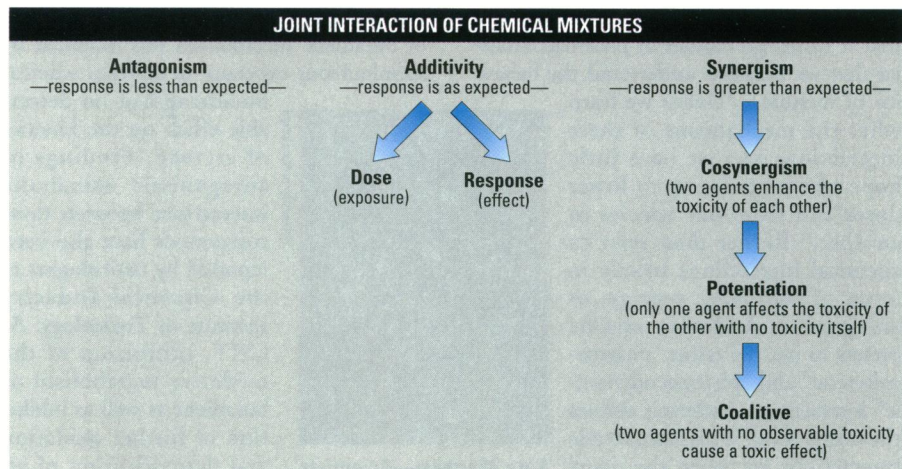 JOINT INTERACTION OF CHEMICAL MIXTURES
Antagonism
—response is less than expected—
Additivity
—response is as expected—
Dose
(exposure)
Response
(effect)
Synergism
—response is greater than expected—
Cosynergism
(two agents enhance the
toxicity of each other)
Potentiation
(only one agent affects the toxicity of
the other with no toxicity itself)
Coalitive
(two agents with no observable toxicity
cause a toxic effect)